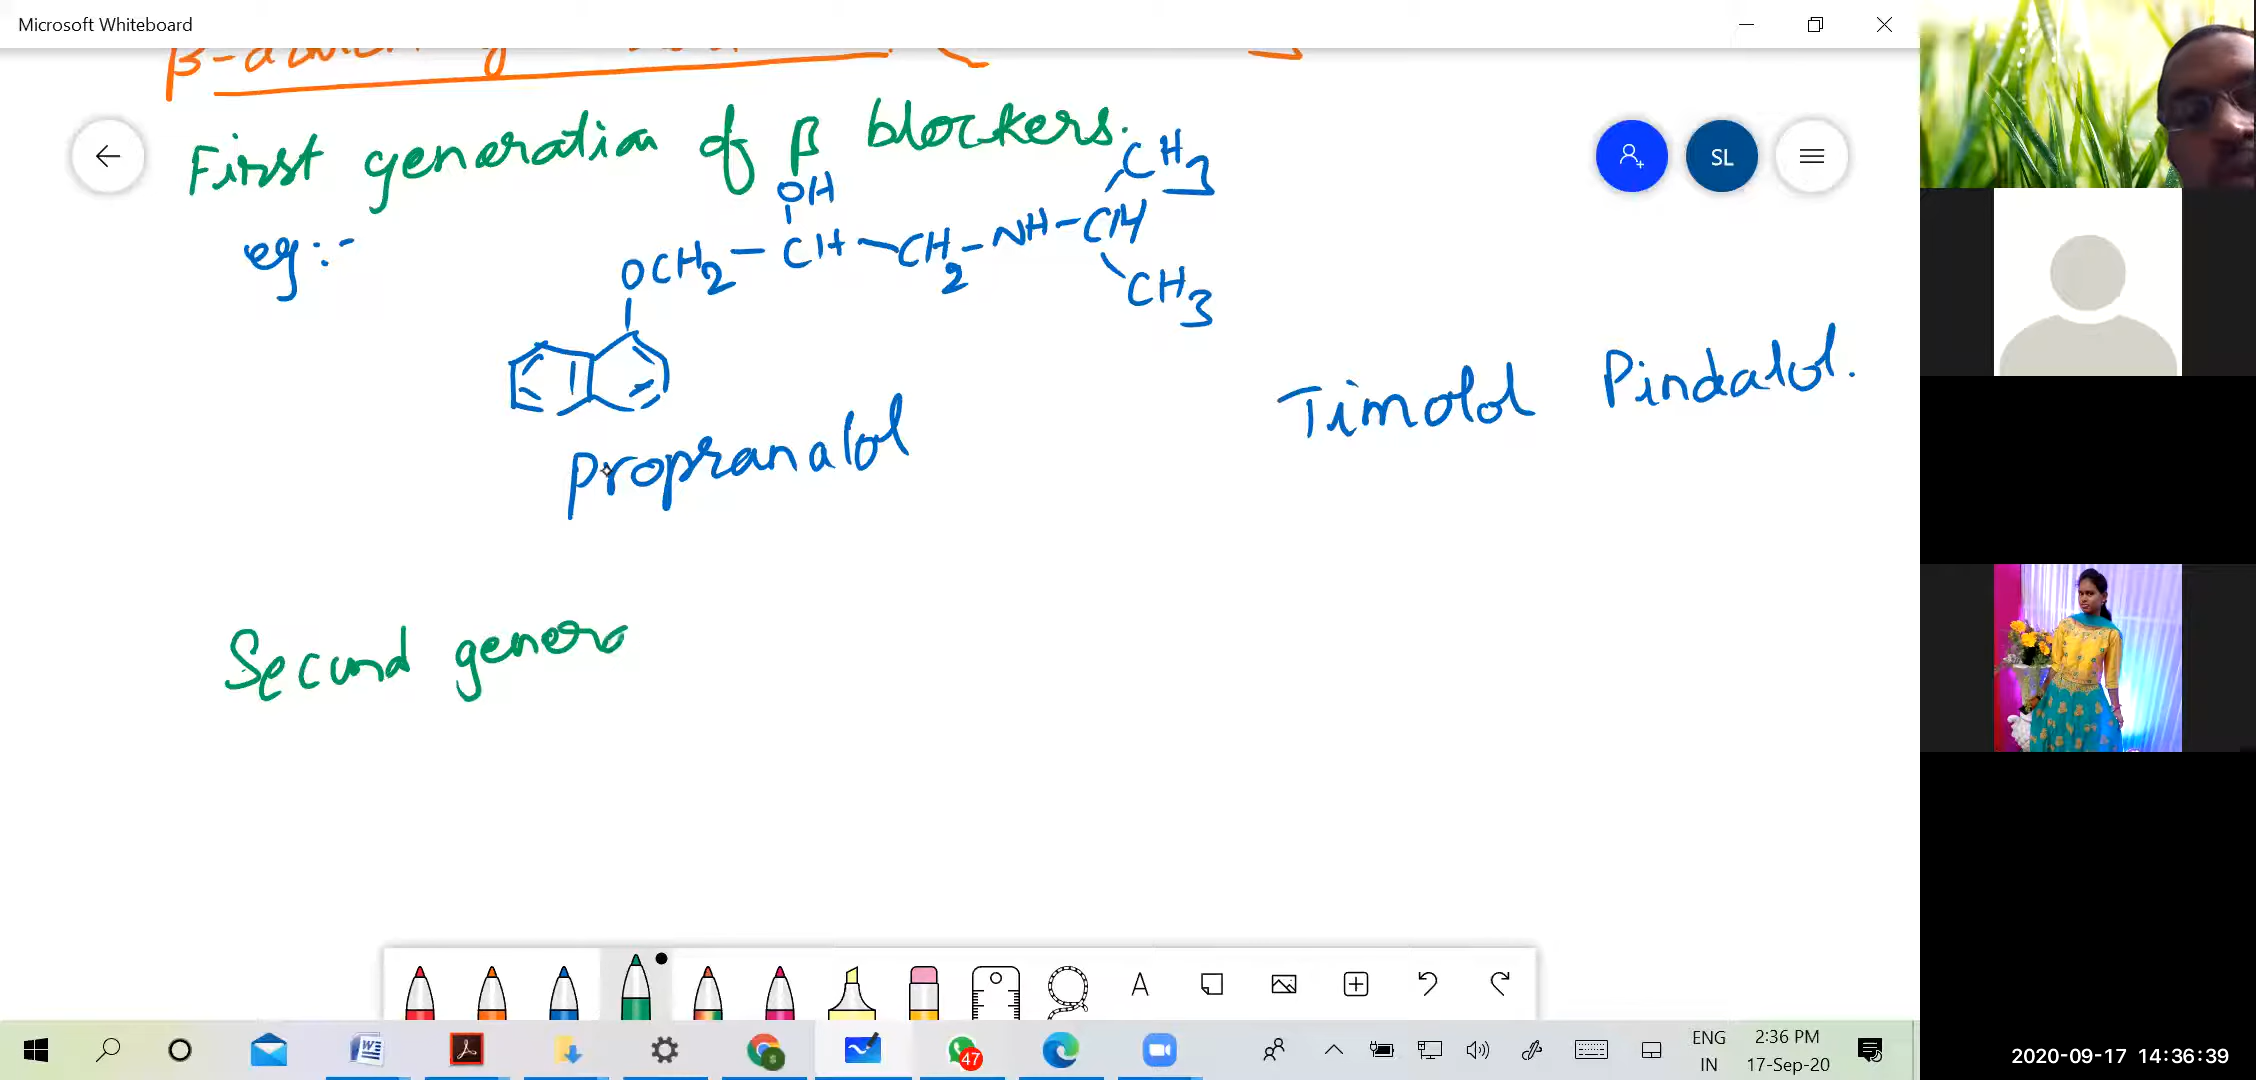 Microsoft Whiteboard
First generation of β blockers.
eg :-
OCH2 - CH - CH2 - NH - CH
OH
CH3
CH3
Propranalol
Timolol Pindalol.
Second genera
SL
A
47
ENG
IN
2:36 PM
17-Sep-20
2020-09-17 14:36:39